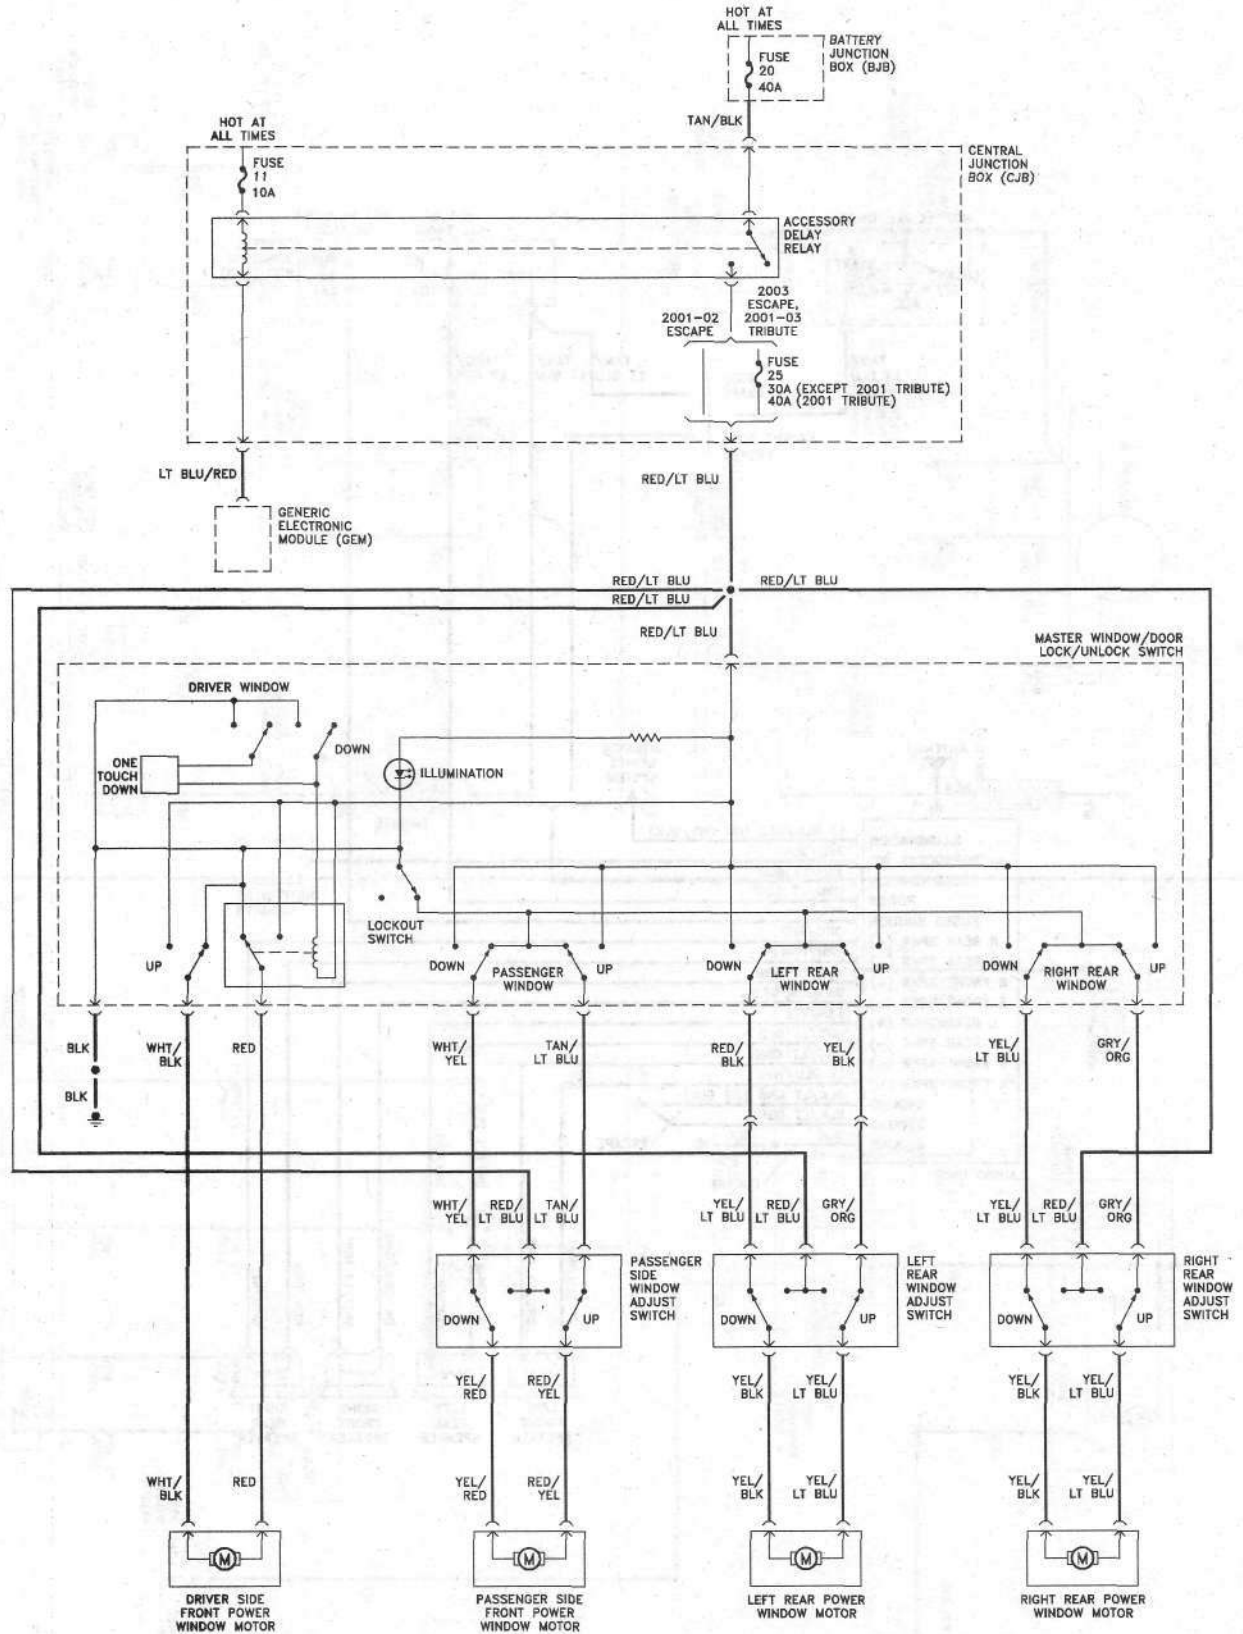 HOT AT
ALL TIMES
BATTERY
JUNCTION
BOX (BJB)
FUSE
20
40A
TAN/BLK
HOT AT
ALL TIMES
FUSE
11
10A
CENTRAL
JUNCTION
BOX (CJB)
ACCESSORY
DELAY
RELAY
2001-02
ESCAPE
2003
ESCAPE,
2001-03
TRIBUTE
FUSE
25
30A (EXCEPT 2001 TRIBUTE)
40A (2001 TRIBUTE)
LT BLU/RED
RED/LT BLU
GENERIC
ELECTRONIC
MODULE (GEM)
RED/LT BLU
RED/LT BLU
RED/LT BLU
RED/LT BLU
MASTER WINDOW/DOOR
LOCK/UNLOCK SWITCH
DRIVER WINDOW
DOWN
ONE
TOUCH
DOWN
ILLUMINATION
LOCKOUT
SWITCH
UP
DOWN
PASSENGER
WINDOW
UP
DOWN
LEFT REAR
WINDOW
UP
DOWN
RIGHT REAR
WINDOW
UP
BLK
BLK
WHT/
BLK
RED
WHT/
YEL
TAN/
LT BLU
RED/
BLK
YEL/
BLK
YEL/
LT BLU
GRY/
ORG
WHT/
YEL
RED/
LT BLU
TAN/
LT BLU
YEL/
LT BLU
RED/
LT BLU
GRY/
ORG
YEL/
LT BLU
RED/
LT BLU
GRY/
ORG
DOWN
UP
PASSENGER
SIDE
WINDOW
ADJUST
SWITCH
DOWN
UP
LEFT
REAR
WINDOW
ADJUST
SWITCH
DOWN
UP
RIGHT
REAR
WINDOW
ADJUST
SWITCH
YEL/
RED
RED/
YEL
YEL/
BLK
YEL/
LT BLU
YEL/
BLK
YEL/
LT BLU
WHT/
BLK
RED
YEL/
RED
RED/
YEL
YEL/
BLK
YEL/
LT BLU
YEL/
BLK
YEL/
LT BLU
M
M
M
M
DRIVER SIDE
FRONT POWER
WINDOW MOTOR
PASSENGER SIDE
FRONT POWER
WINDOW MOTOR
LEFT REAR POWER
WINDOW MOTOR
RIGHT REAR POWER
WINDOW MOTOR